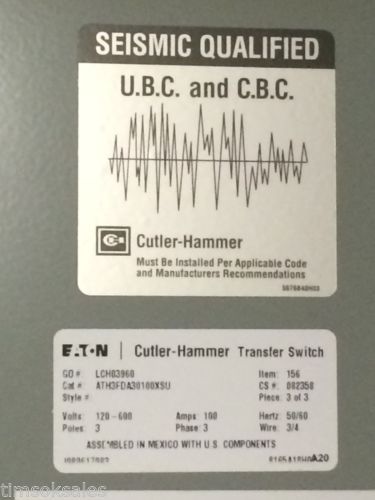 SEISMIC QUALIFIED
U.B.C. and C.B.C.
Cutler-Hammer
Must Be Installed Per Applicable Code
and Manufacturers Recommendations
E.T.N | Cutler-Hammer Transfer Switch
GO # LCH03960 Item: 156
Cat # ATH3FDA30100XSU CS #: 082358
Style # Piece: 3 of 3
Volts: 120-600 Amps: 100 Hertz: 50/60
Poles: 3 Phase: 3 Wire: 3/4
ASSEMBLED IN MEXICO WITH U.S. COMPONENTS
A20
timsoksales